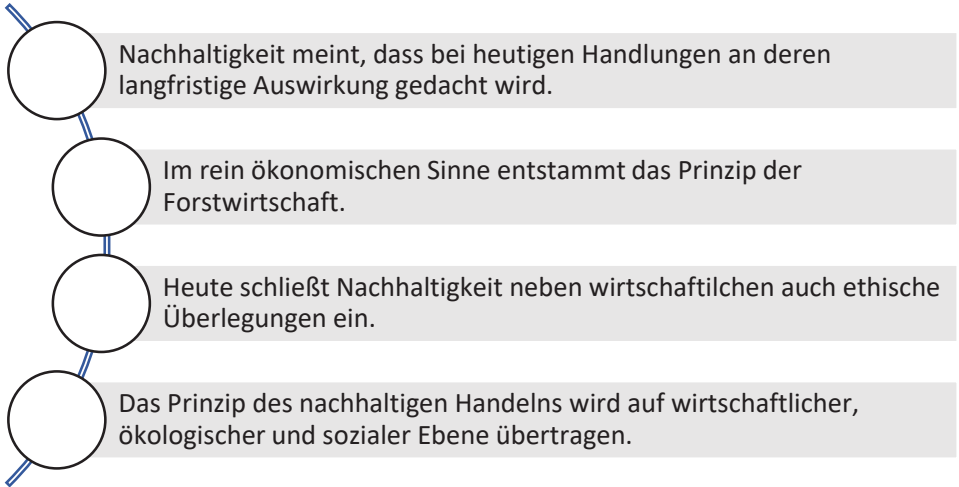 Nachhaltigkeit meint, dass bei heutigen Handlungen an deren
langfristige Auswirkung gedacht wird.
Im rein ökonomischen Sinne entstammt das Prinzip der
Forstwirtschaft.
Heute schließt Nachhaltigkeit neben wirtschaftilchen auch ethische
Überlegungen ein.
Das Prinzip des nachhaltigen Handelns wird auf wirtschaftlicher,
ökologischer und sozialer Ebene übertragen.